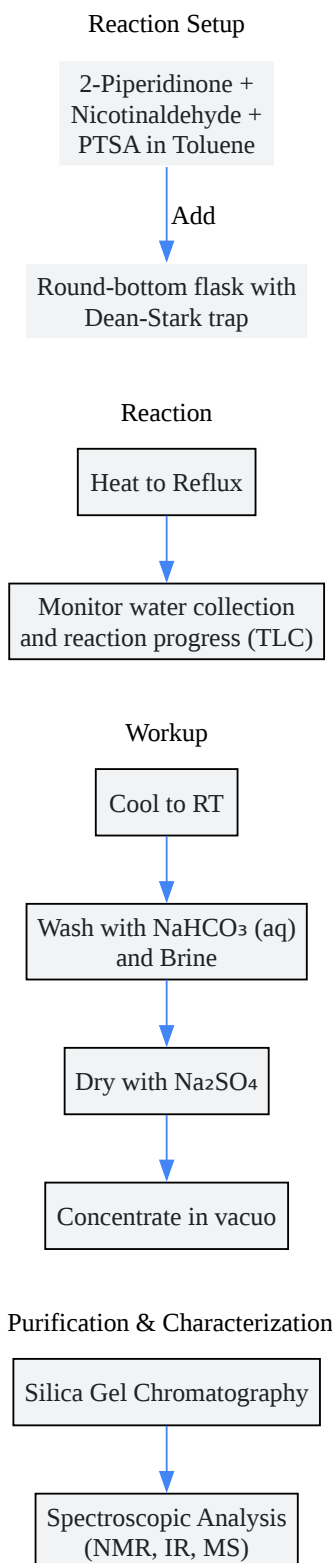 Reaction Setup
2-Piperidinone +
Nicotinaldehyde +
PTSA in Toluene
Add
Round-bottom flask with
Dean-Stark trap
Reaction
Heat to Reflux
Monitor water collection
and reaction progress (TLC)
Workup
Cool to RT
Wash with NaHCO₃ (aq)
and Brine
Dry with Na₂SO₄
Concentrate in vacuo
Purification & Characterization
Silica Gel Chromatography
Spectroscopic Analysis
(NMR, IR, MS)